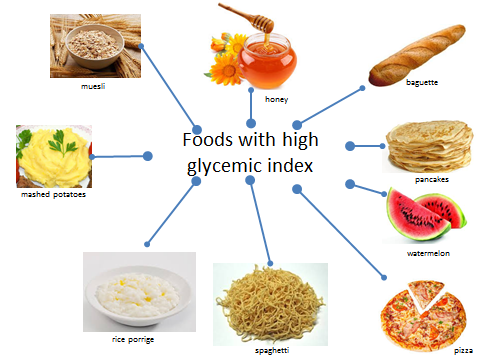 Foods with high
glycemic index
muesli
honey
baguette
mashed potatoes
pancakes
watermelon
rice porrige
spaghetti
pizza